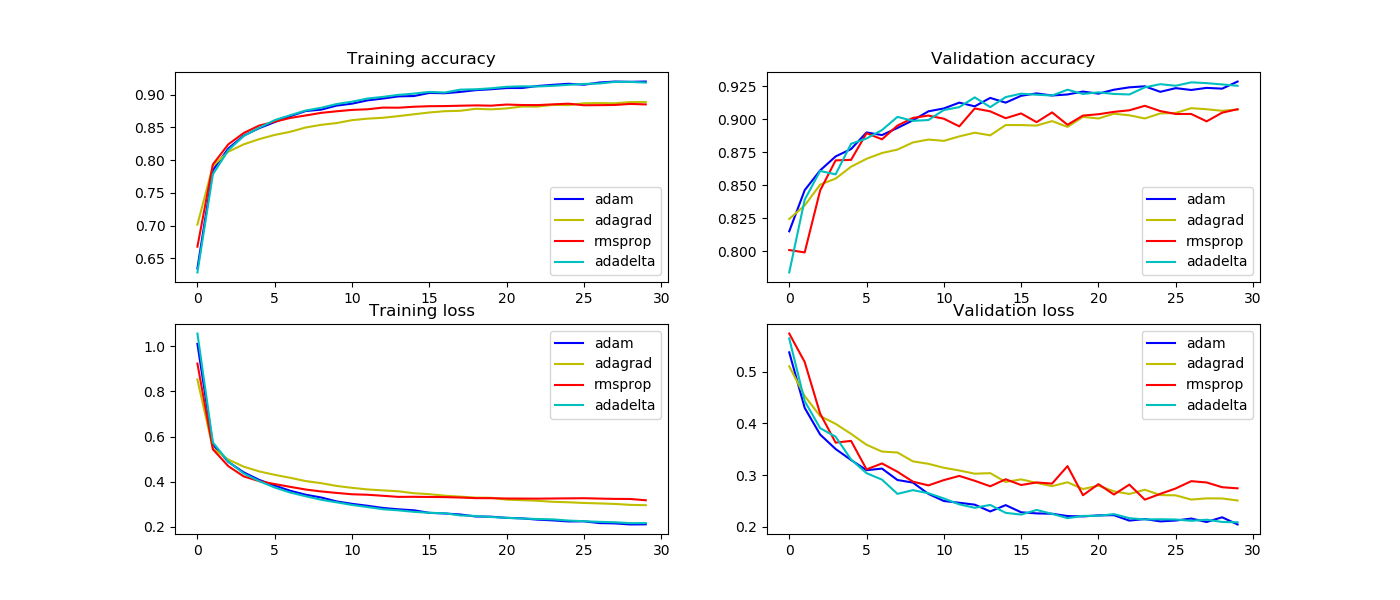 Training accuracy
0.90
0.85
0.80
0.75
0.70
0.65
adam
adagrad
rmsprop
adadelta
0 5 10 15 20 25 30
Validation accuracy
0.925
0.900
0.875
0.850
0.825
0.800
adam
adagrad
rmsprop
adadelta
0 5 10 15 20 25 30
Training loss
1.0
0.8
0.6
0.4
0.2
adam
adagrad
rmsprop
adadelta
0 5 10 15 20 25 30
Validation loss
0.5
0.4
0.3
0.2
adam
adagrad
rmsprop
adadelta
0 5 10 15 20 25 30